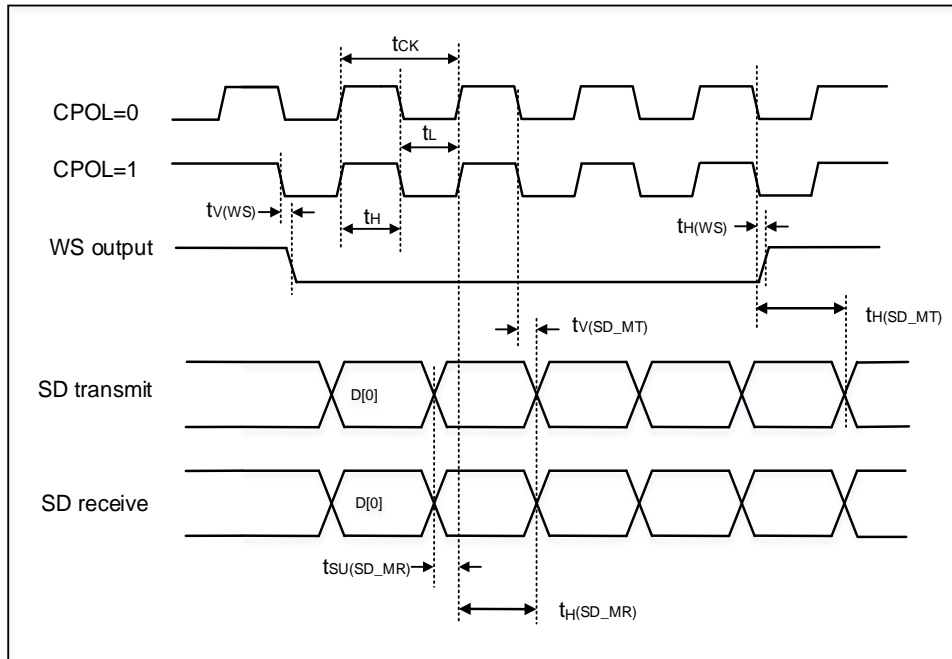 tCK
CPOL=0
tL
CPOL=1
tV(WS)
tH
tH(WS)
WS output
tH(SD_MT)
tV(SD_MT)
SD transmit
D[0]
SD receive
D[0]
tSU(SD_MR)
tH(SD_MR)